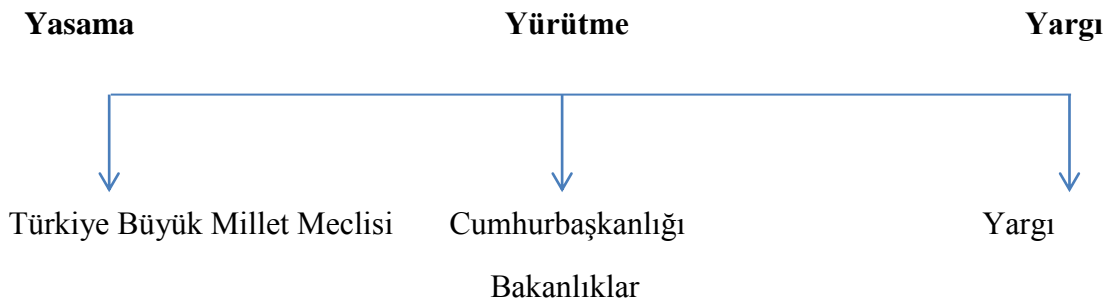 Yasama Yürütme Yargı
Türkiye Büyük Millet Meclisi Cumhurbaşkanlığı Yargı
Bakanlıklar